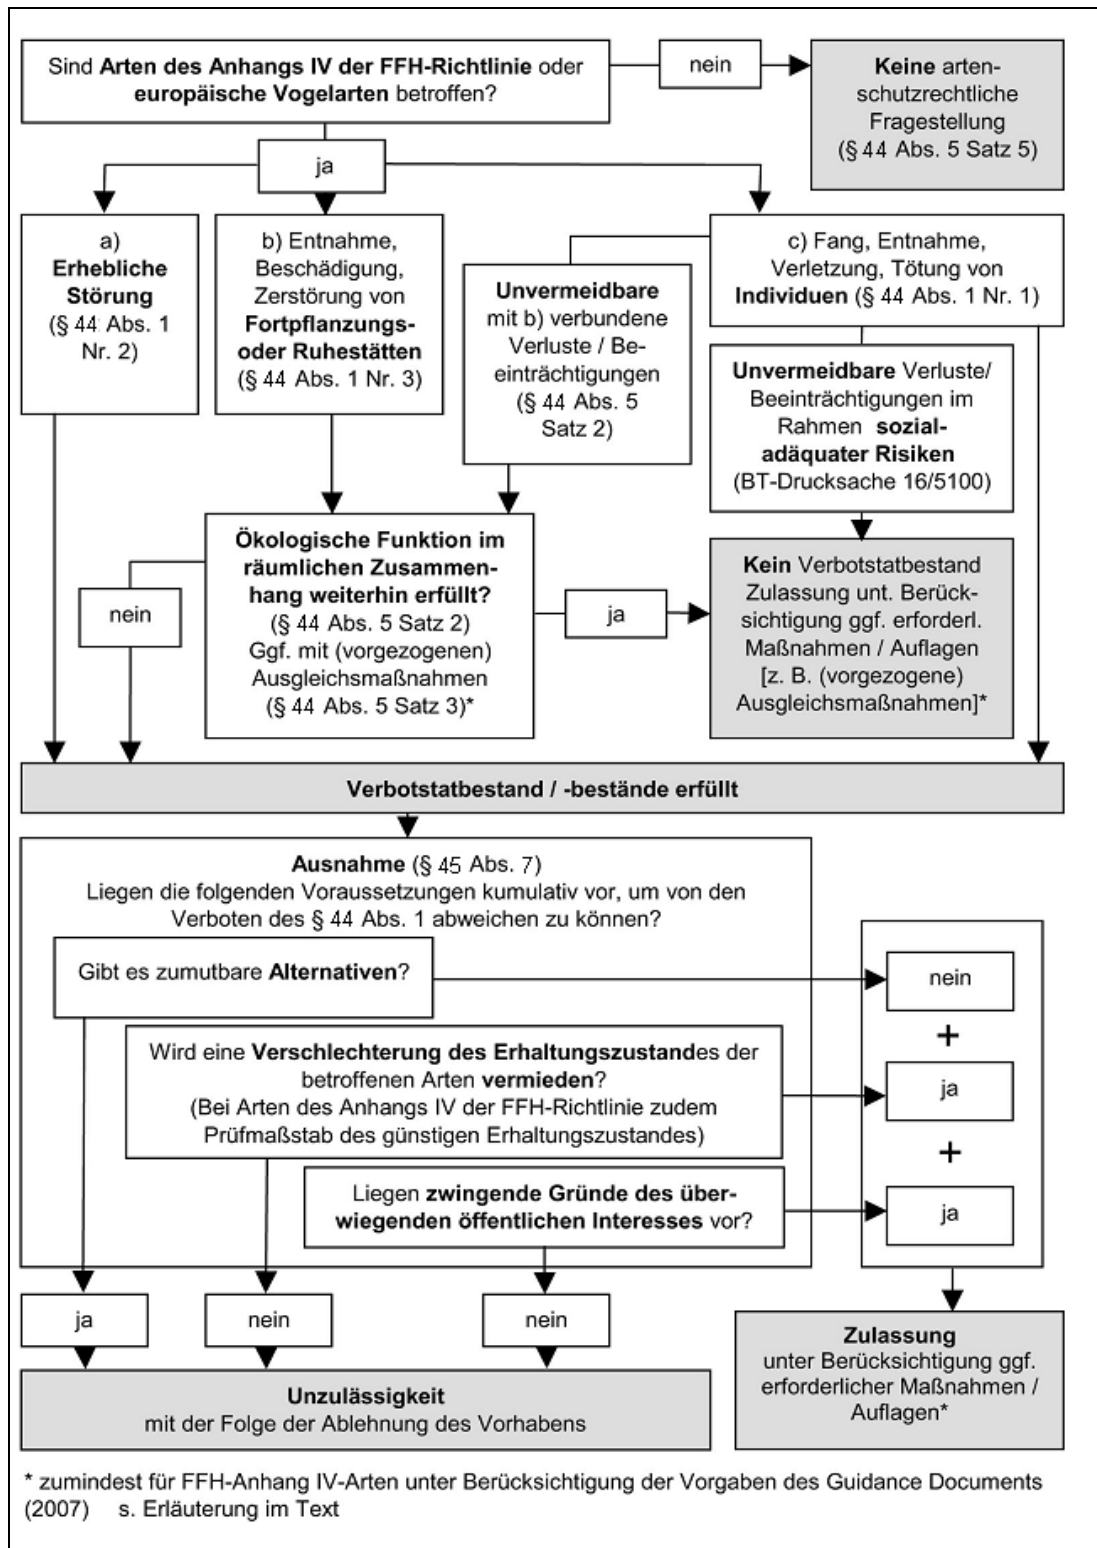 Sind Arten des Anhangs IV der FFH-Richtlinie oder
europäische Vogelarten betroffen?
nein
Keine arten-
schutzrechtliche
Fragestellung
(§ 44 Abs. 5 Satz 5)
ja
a)
Erhebliche
Störung
(§ 44 Abs. 1
Nr. 2)
b) Entnahme,
Beschädigung,
Zerstörung von
Fortpflanzungs-
oder Ruhestätten
(§ 44 Abs. 1 Nr. 3)
Unvermeidbare
mit b) verbundene
Verluste / Be-
einträchtigungen
(§ 44 Abs. 5
Satz 2)
c) Fang, Entnahme,
Verletzung, Tötung von
Individuen (§ 44 Abs. 1 Nr. 1)
Unvermeidbare Verluste/
Beeinträchtigungen im
Rahmen sozial-
adäquater Risiken
(BT-Drucksache 16/5100)
Ökologische Funktion im
räumlichen Zusammen-
hang weiterhin erfüllt?
(§ 44 Abs. 5 Satz 2)
Ggf. mit (vorgezogenen)
Ausgleichsmaßnahmen
(§ 44 Abs. 5 Satz 3)*
nein
ja
Kein Verbotstatbestand
Zulassung unt. Berück-
sichtigung ggf. erforderl.
Maßnahmen / Auflagen
[z. B. (vorgezogene)
Ausgleichsmaßnahmen]*
Verbotstatbestand / -bestände erfüllt
Ausnahme (§ 45 Abs. 7)
Liegen die folgenden Voraussetzungen kumulativ vor, um von den
Verboten des § 44 Abs. 1 abweichen zu können?
Gibt es zumutbare Alternativen?
nein
+
Wird eine Verschlechterung des Erhaltungszustandes der
betroffenen Arten vermieden?
(Bei Arten des Anhangs IV der FFH-Richtlinie zudem
Prüfmaßstab des günstigen Erhaltungszustandes)
ja
+
Liegen zwingende Gründe des über-
wiegenden öffentlichen Interesses vor?
ja
ja
nein
nein
Unzulässigkeit
mit der Folge der Ablehnung des Vorhabens
Zulassung
unter Berücksichtigung ggf.
erforderlicher Maßnahmen /
Auflagen*
* zumindest für FFH-Anhang IV-Arten unter Berücksichtigung der Vorgaben des Guidance Documents
(2007) s. Erläuterung im Text